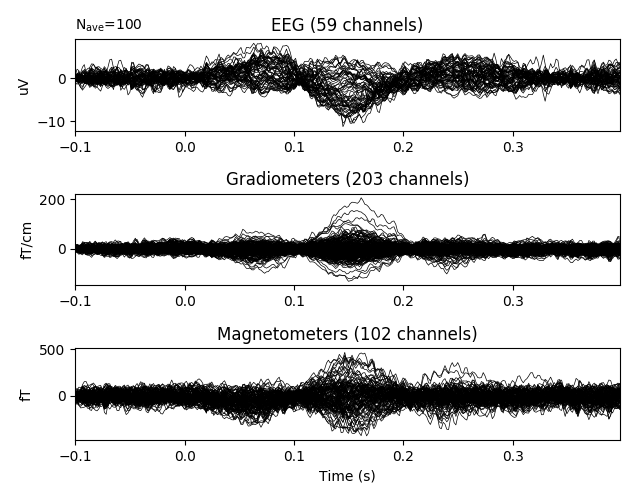 N_ave=100
EEG (59 channels)
uV
0
−10
−0.1 0.0 0.1 0.2 0.3
Gradiometers (203 channels)
fT/cm
200
0
−0.1 0.0 0.1 0.2 0.3
Magnetometers (102 channels)
fT
500
0
−0.1 0.0 0.1 0.2 0.3
Time (s)